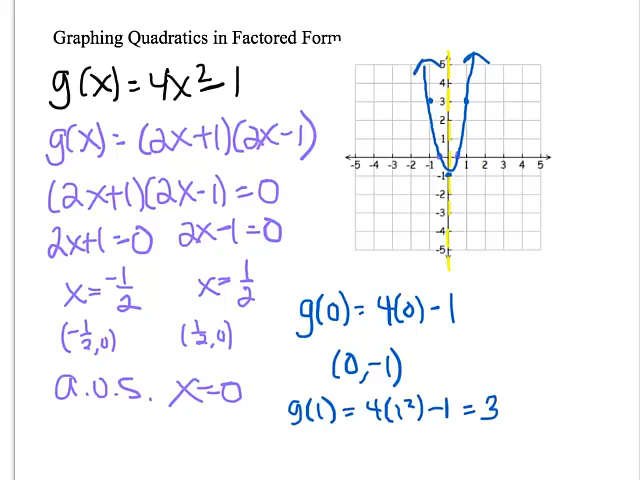 Graphing Quadratics in Factored Form
g(x) = 4x² - 1
g(x) = (2x+1)(2x-1)
(2x+1)(2x-1) = 0
2x+1 = 0 2x-1 = 0
x = -1/2 x = 1/2
(-1/2, 0) (1/2, 0)
a.o.s. x = 0
5
4
3
2
1
-5 -4 -3 -2 -1 1 2 3 4 5
-1
-2
-3
-4
-5
g(0) = 4(0) - 1
(0, -1)
g(1) = 4(1²) - 1 = 3